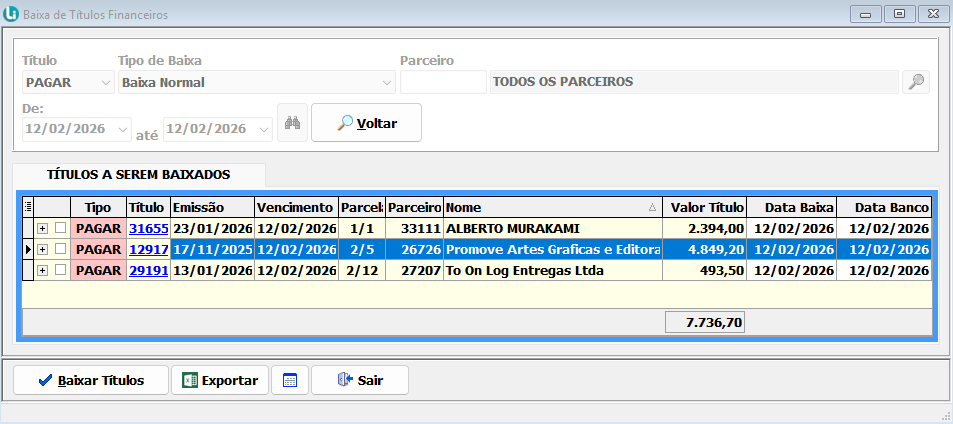 Baixa de Títulos Financeiros
Título Tipo de Baixa Parceiro
PAGAR Baixa Normal TODOS OS PARCEIROS
De:
12/02/2026 até 12/02/2026 Voltar
TÍTULOS A SEREM BAIXADOS
Tipo Título Emissão Vencimento Parcela Parceiro Nome Valor Título Data Baixa Data Banco
PAGAR 31655 23/01/2026 12/02/2026 1/1 33111 ALBERTO MURAKAMI 2.394,00 12/02/2026 12/02/2026
PAGAR 12917 17/11/2025 12/02/2026 2/5 26726 Promove Artes Graficas e Editora 4.849,20 12/02/2026 12/02/2026
PAGAR 29191 13/01/2026 12/02/2026 2/12 27207 To On Log Entregas Ltda 493,50 12/02/2026 12/02/2026
7.736,70
Baixar Títulos Exportar Sair